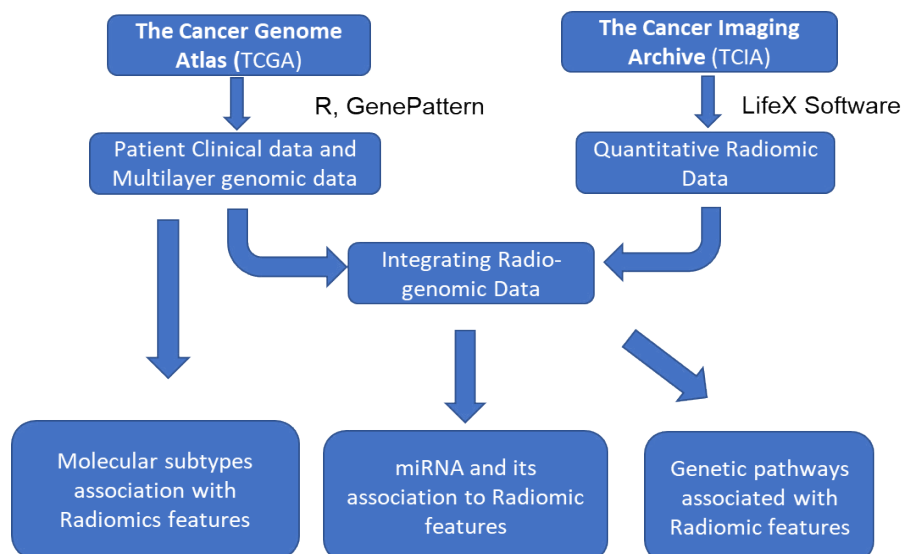 The Cancer Genome
Atlas (TCGA)
The Cancer Imaging
Archive (TCIA)
R, GenePattern
LifeX Software
Patient Clinical data and
Multilayer genomic data
Quantitative Radiomic
Data
Integrating Radio-
genomic Data
Molecular subtypes
association with
Radiomics features
miRNA and its
association to Radiomic
features
Genetic pathways
associated with
Radiomic features